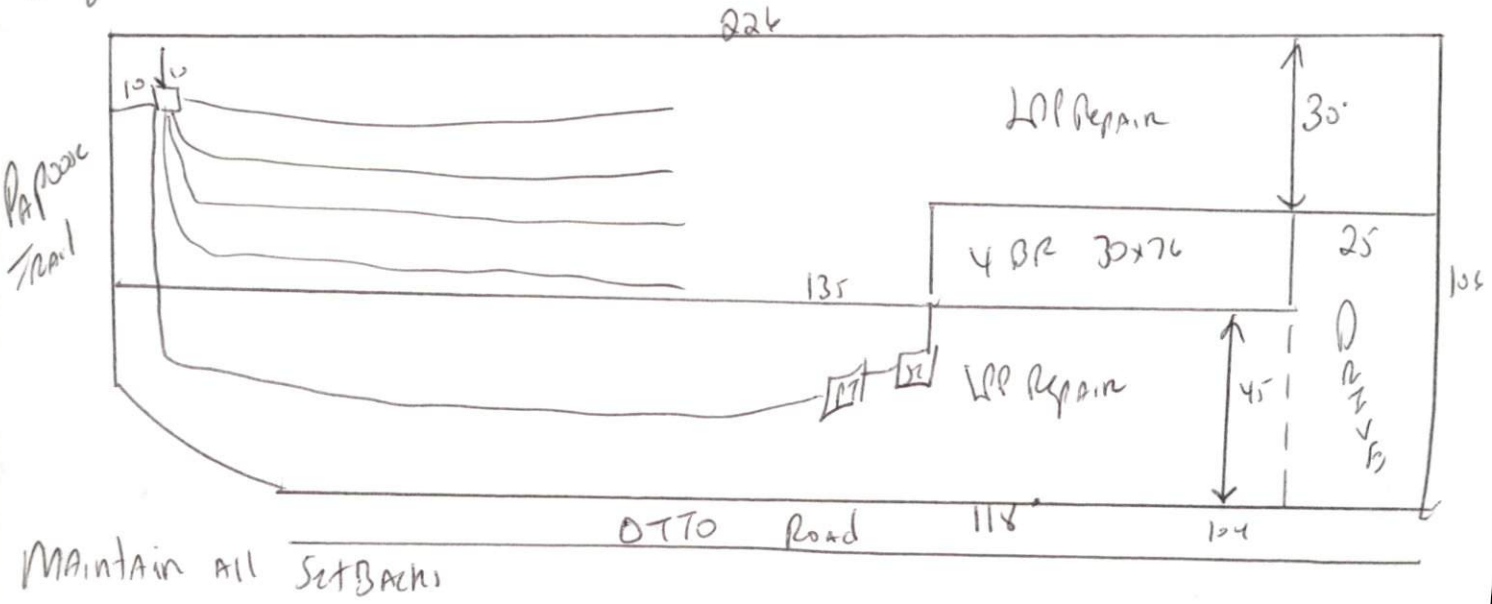 226
10 10
LPP Repair
30'
Papoose
Trail
4 BR 30x76
25
135
106
PT
LPP Repair
45
DRIVE
OTTO Road 118 104
Maintain All SetBacks